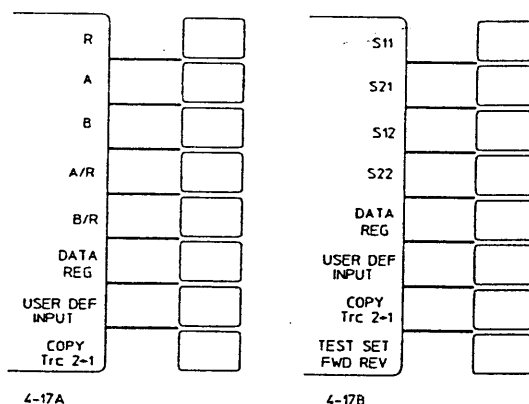 R
A
B
A/R
B/R
DATA
REG
USER DEF
INPUT
COPY
Trc 2→1
4-17A
S11
S21
S12
S22
DATA
REG
USER DEF
INPUT
COPY
Trc 2→1
TEST SET
FWD REV
4-17B